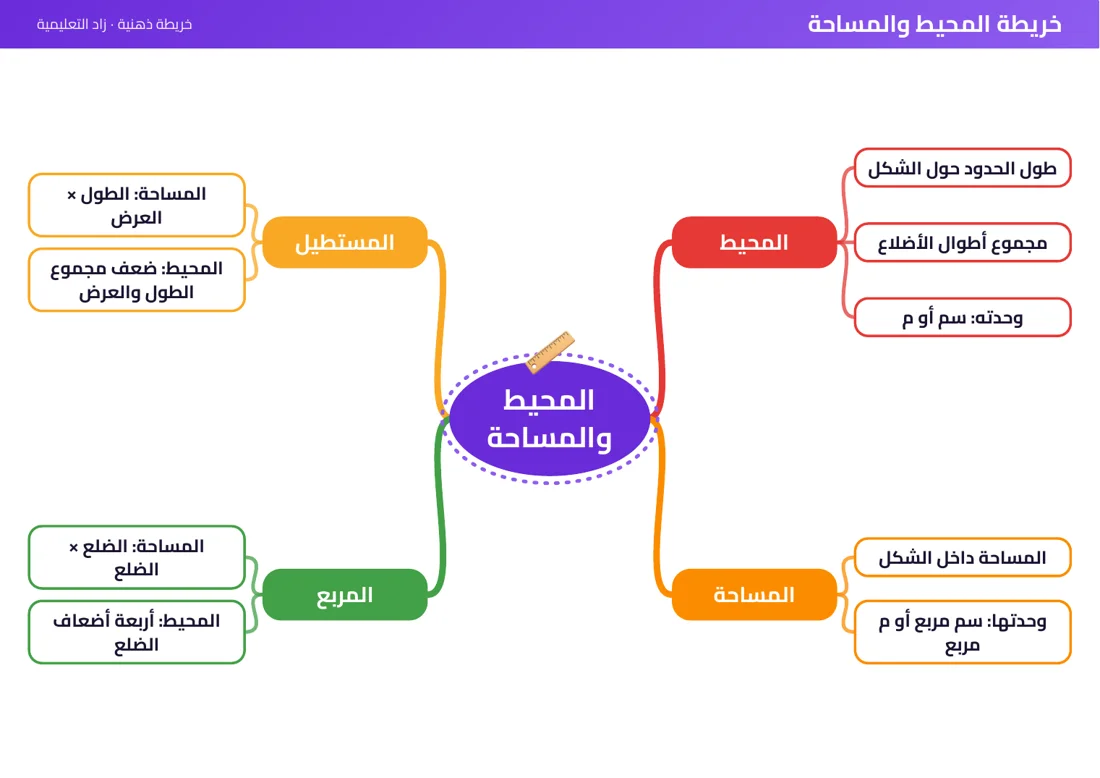 خريطة المحيط والمساحة
خريطة ذهنية · زاد التعليمية
المحيط
والمساحة
المحيط
طول الحدود حول الشكل
مجموع أطوال الأضلاع
وحدته: سم أو م
المساحة
المساحة داخل الشكل
وحدتها: سم مربع أو م
مربع
المستطيل
المساحة: الطول ×
العرض
المحيط: ضعف مجموع
الطول والعرض
المربع
المساحة: الضلع ×
الضلع
المحيط: أربعة أضعاف
الضلع